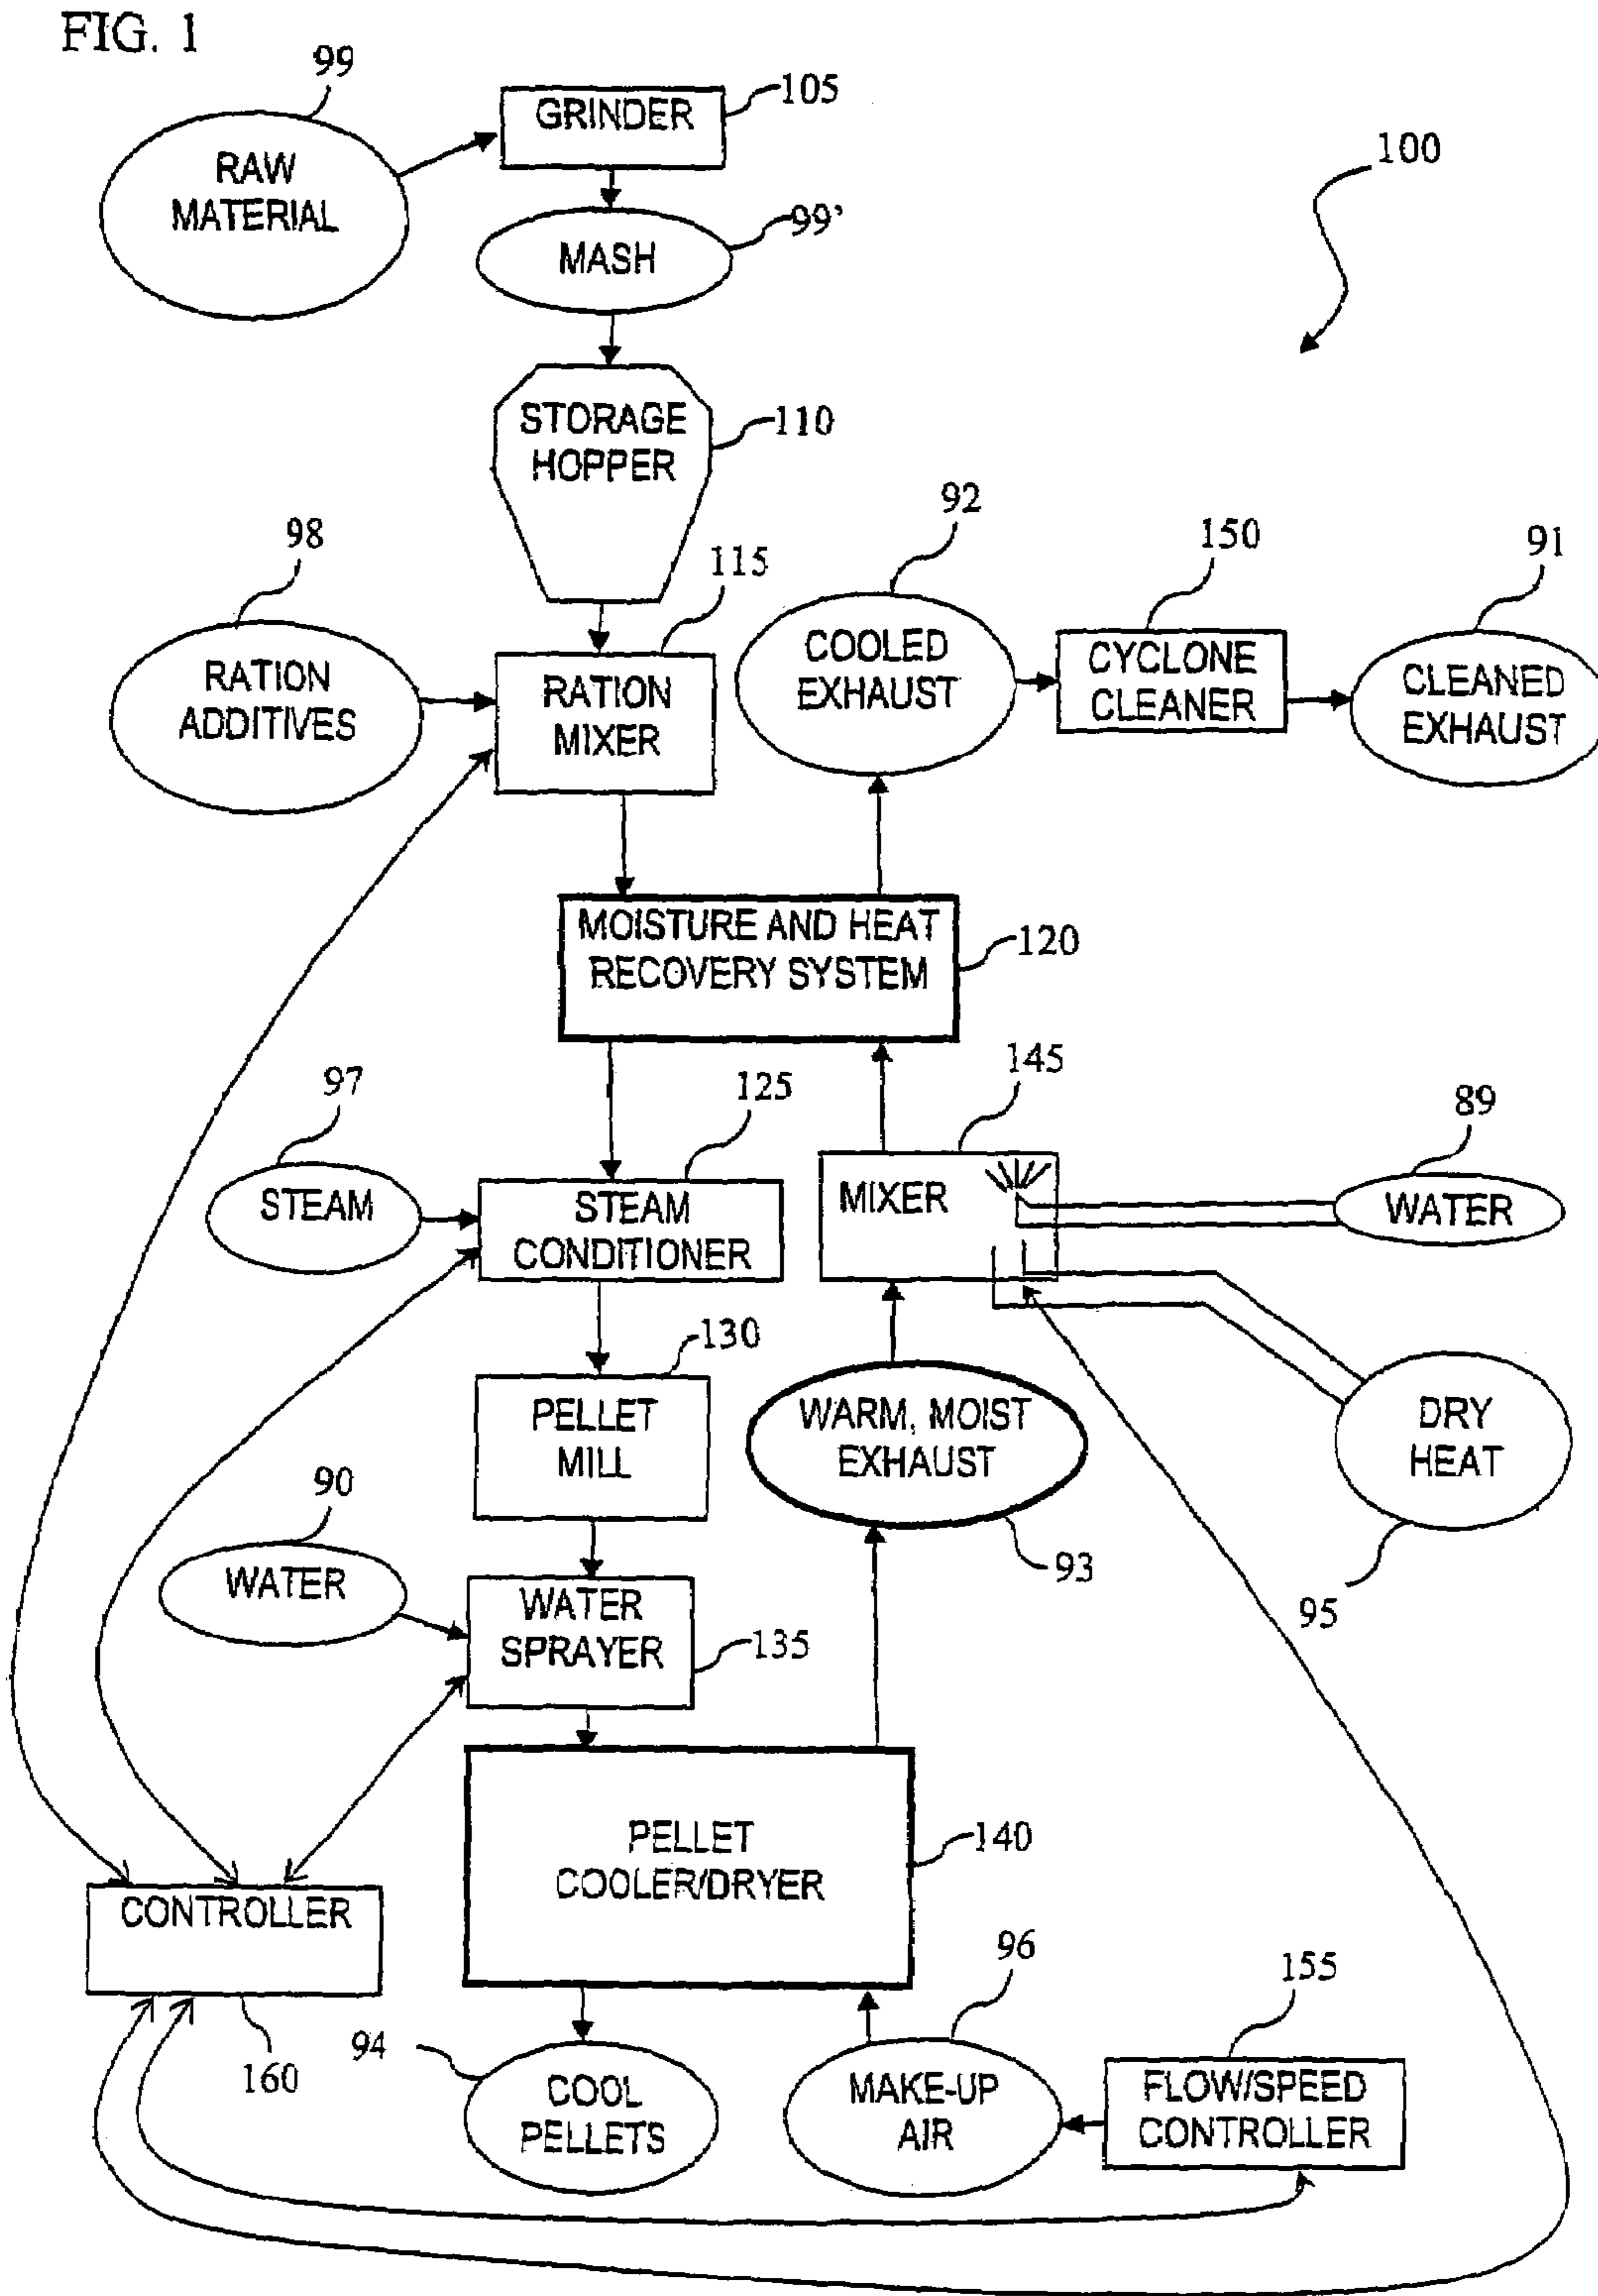 FIG. 1
99
GRINDER
105
RAW
MATERIAL
100
99'
MASH
STORAGE
HOPPER
110
92
98
115
150
91
RATION
ADDITIVES
RATION
MIXER
COOLED
EXHAUST
CYCLONE
CLEANER
CLEANED
EXHAUST
MOISTURE AND HEAT
RECOVERY SYSTEM
120
97
125
145
89
STEAM
STEAM
CONDITIONER
MIXER
WATER
130
PELLET
MILL
WARM, MOIST
EXHAUST
DRY
HEAT
90
93
95
WATER
WATER
SPRAYER
135
PELLET
COOLER/DRYER
140
CONTROLLER
160
96
155
94
COOL
PELLETS
MAKE-UP
AIR
FLOW/SPEED
CONTROLLER